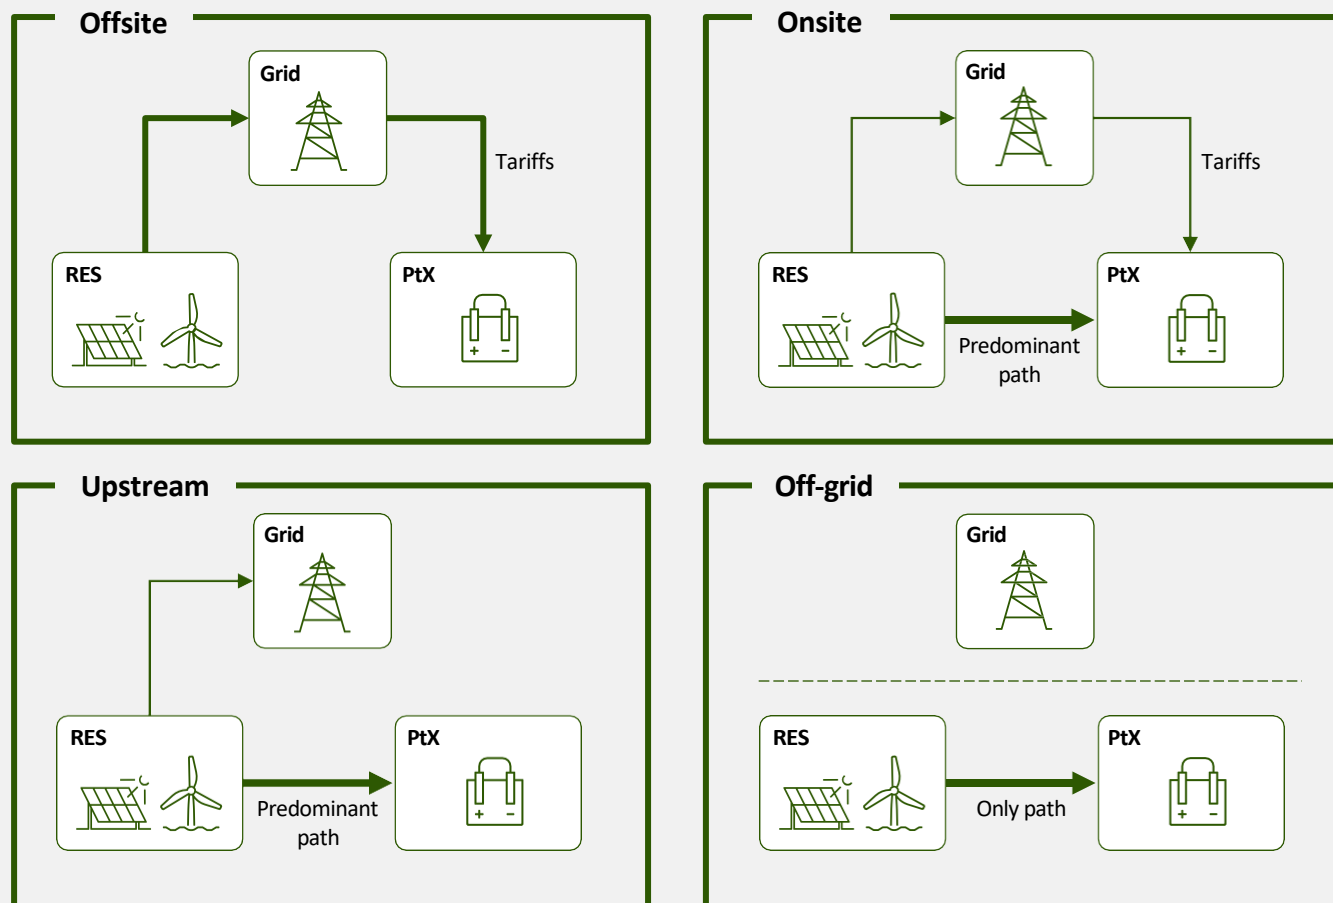 Offsite
Grid
Tariffs
RES
PtX
+ -
Onsite
Grid
Tariffs
RES
PtX
Predominant
path
+ -
Upstream
Grid
RES
PtX
Predominant
path
+ -
Off-grid
Grid
RES
PtX
Only path
+ -